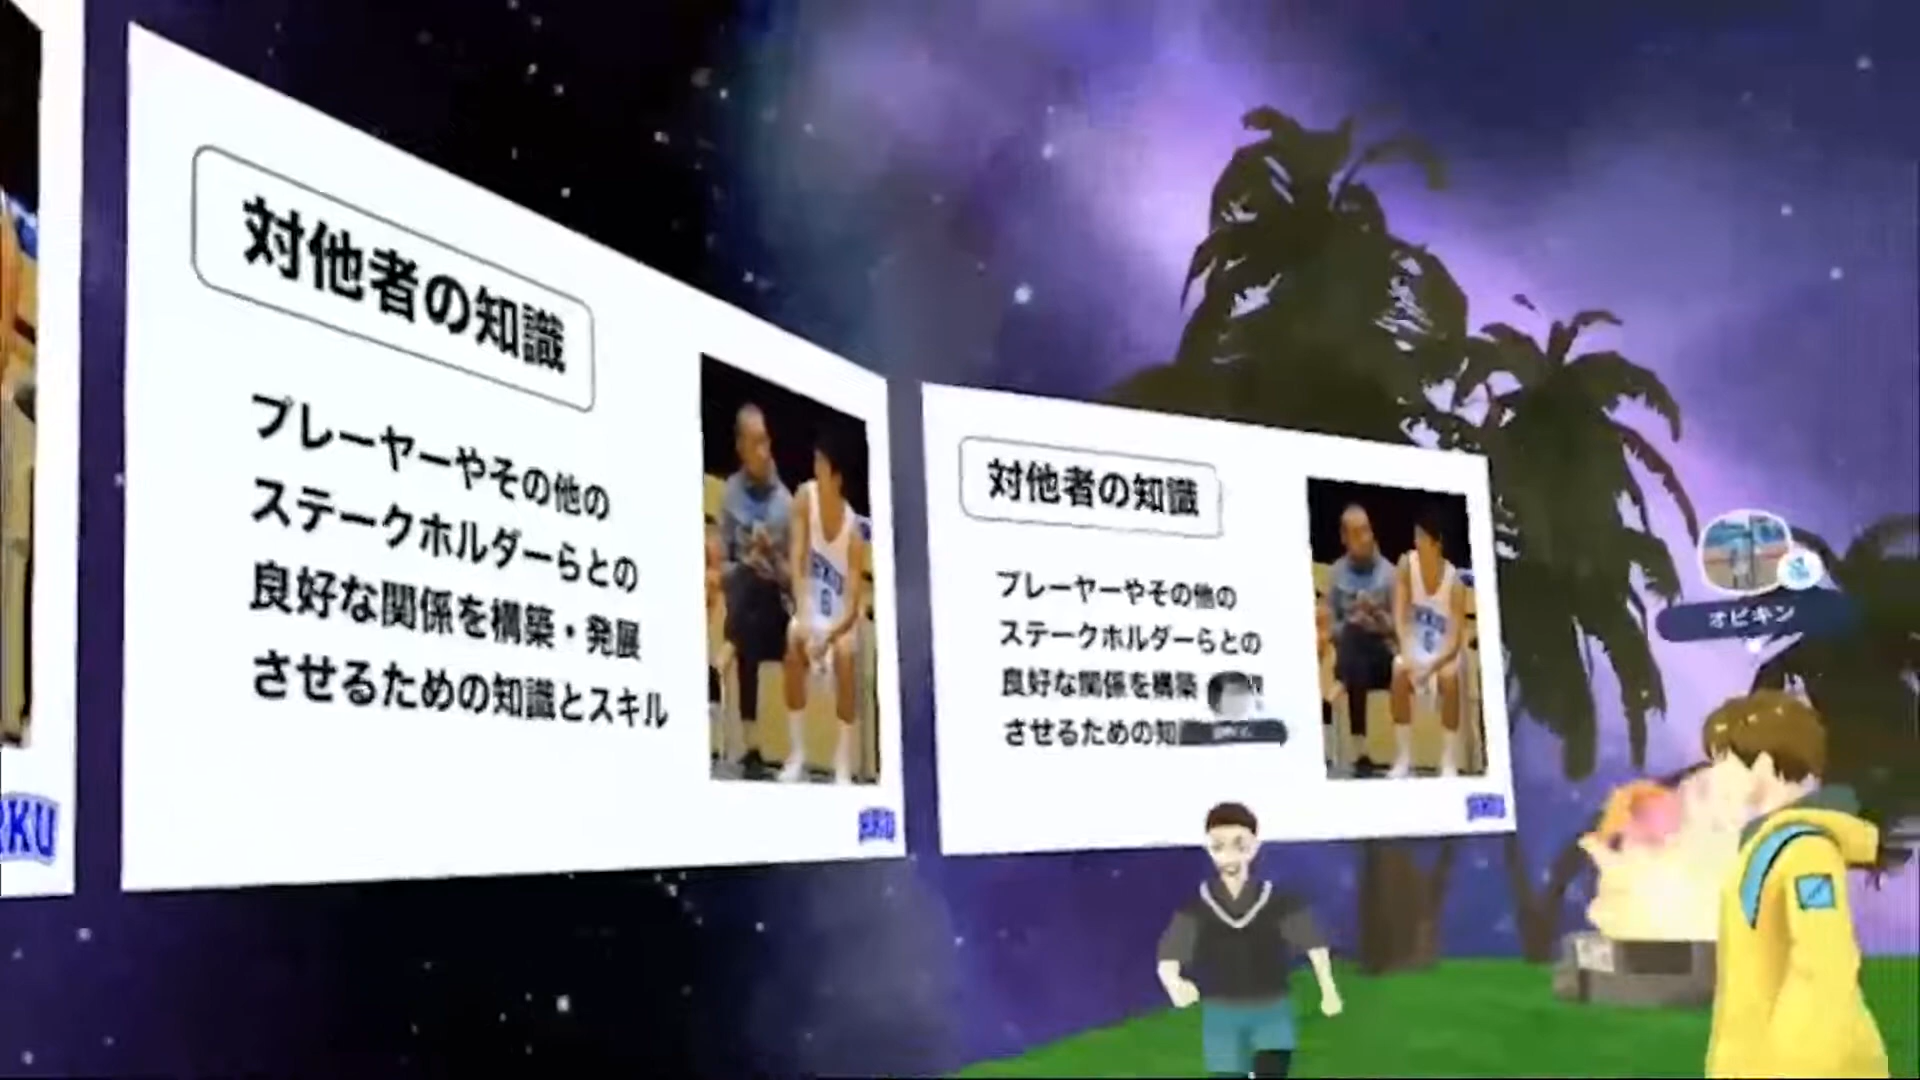 対他者の知識
プレーヤーやその他の
ステークホルダーらとの
良好な関係を構築・発展
させるための知識とスキル
RKU
RKU
対他者の知識
プレーヤーやその他の
ステークホルダーらとの
良好な関係を構築
させるための知
RKU
オビキン